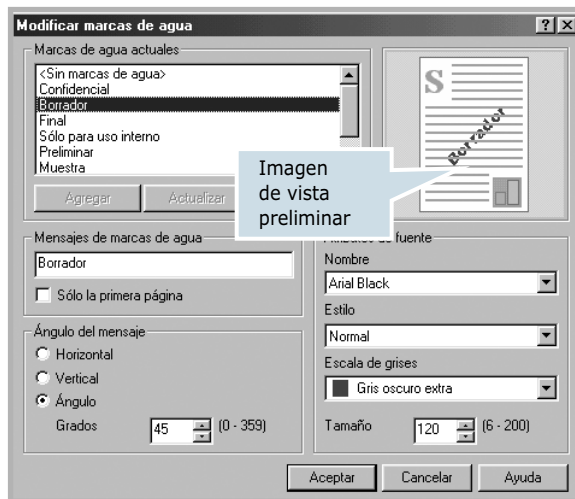 Modificar marcas de agua
Marcas de agua actuales
<Sin marcas de agua>
Confidencial
Borrador
Final
Sólo para uso interno
Preliminar
Muestra
Agregar
Actualizar
S
Borrador
Imagen
de vista
preliminar
Mensajes de marcas de agua
Borrador
Sólo la primera página
Ángulo del mensaje
Horizontal
Vertical
Ángulo
Grados 45 (0 - 359)
Atributos de fuente
Nombre
Arial Black
Estilo
Normal
Escala de grises
Gris oscuro extra
Tamaño 120 (6 - 200)
Aceptar Cancelar Ayuda